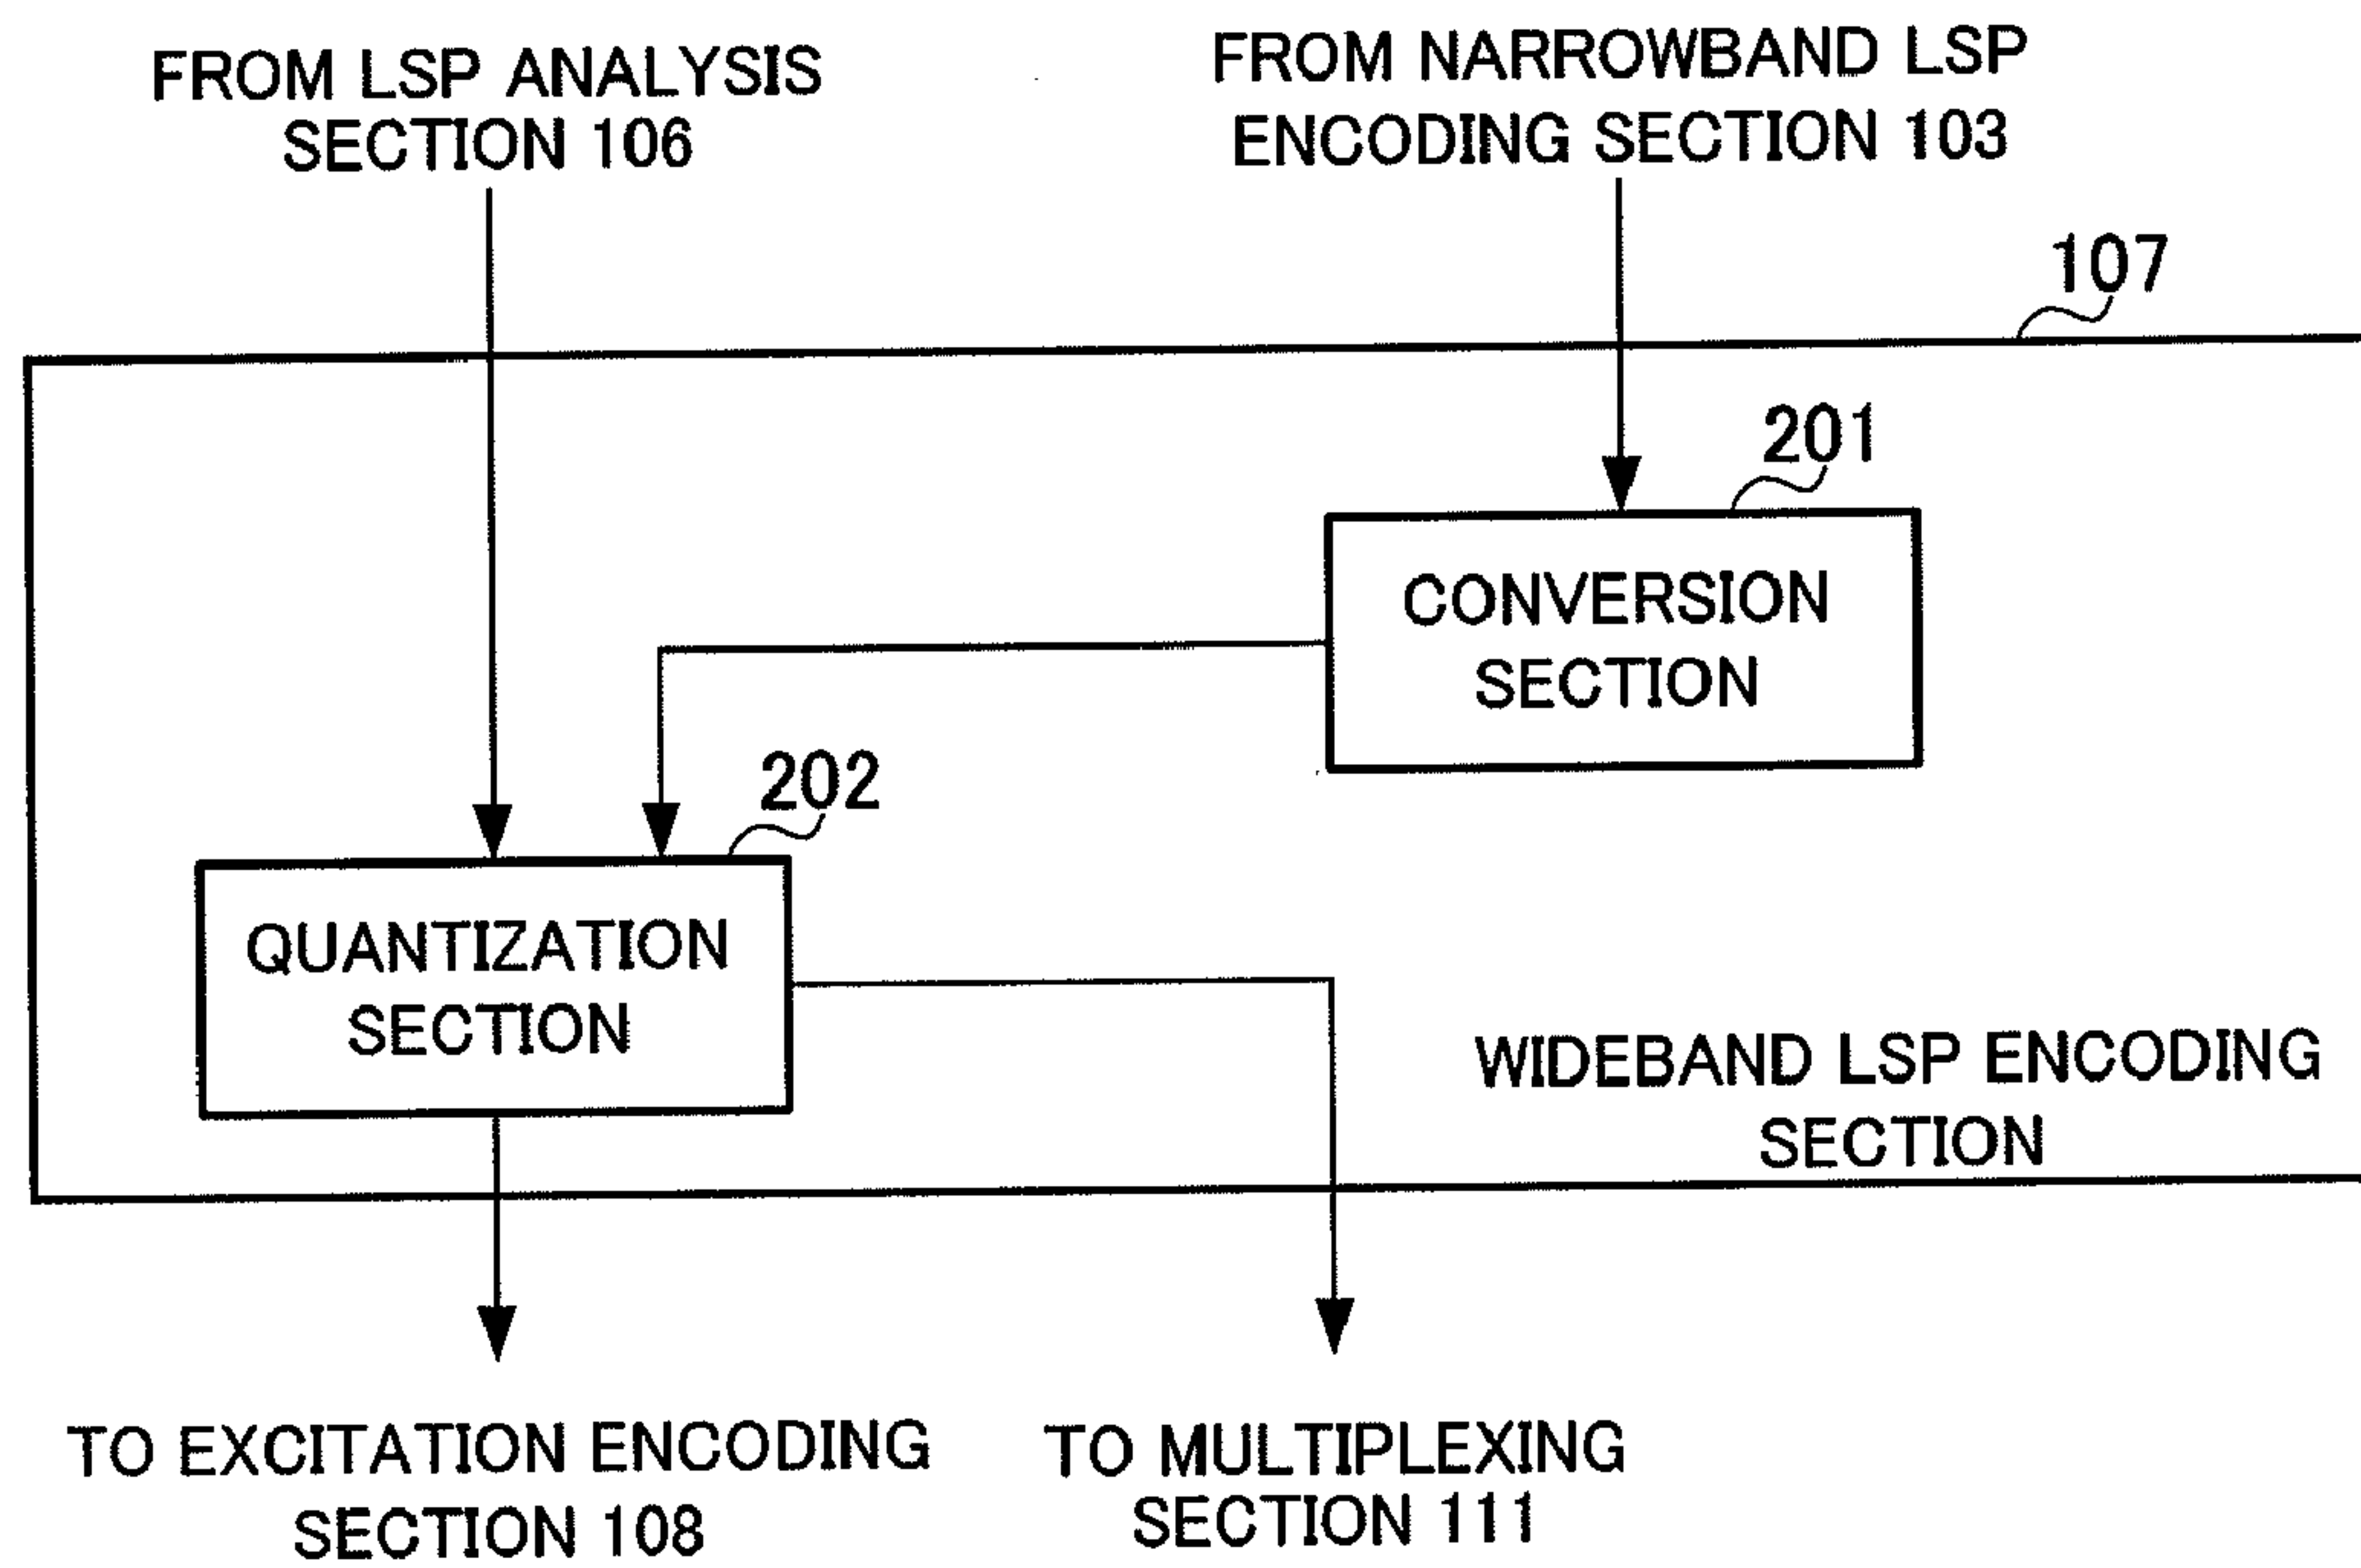 FROM LSP ANALYSIS
SECTION 106
FROM NARROWBAND LSP
ENCODING SECTION 103
107
201
CONVERSION
SECTION
202
QUANTIZATION
SECTION
WIDEBAND LSP ENCODING
SECTION
TO EXCITATION ENCODING
SECTION 108
TO MULTIPLEXING
SECTION 111